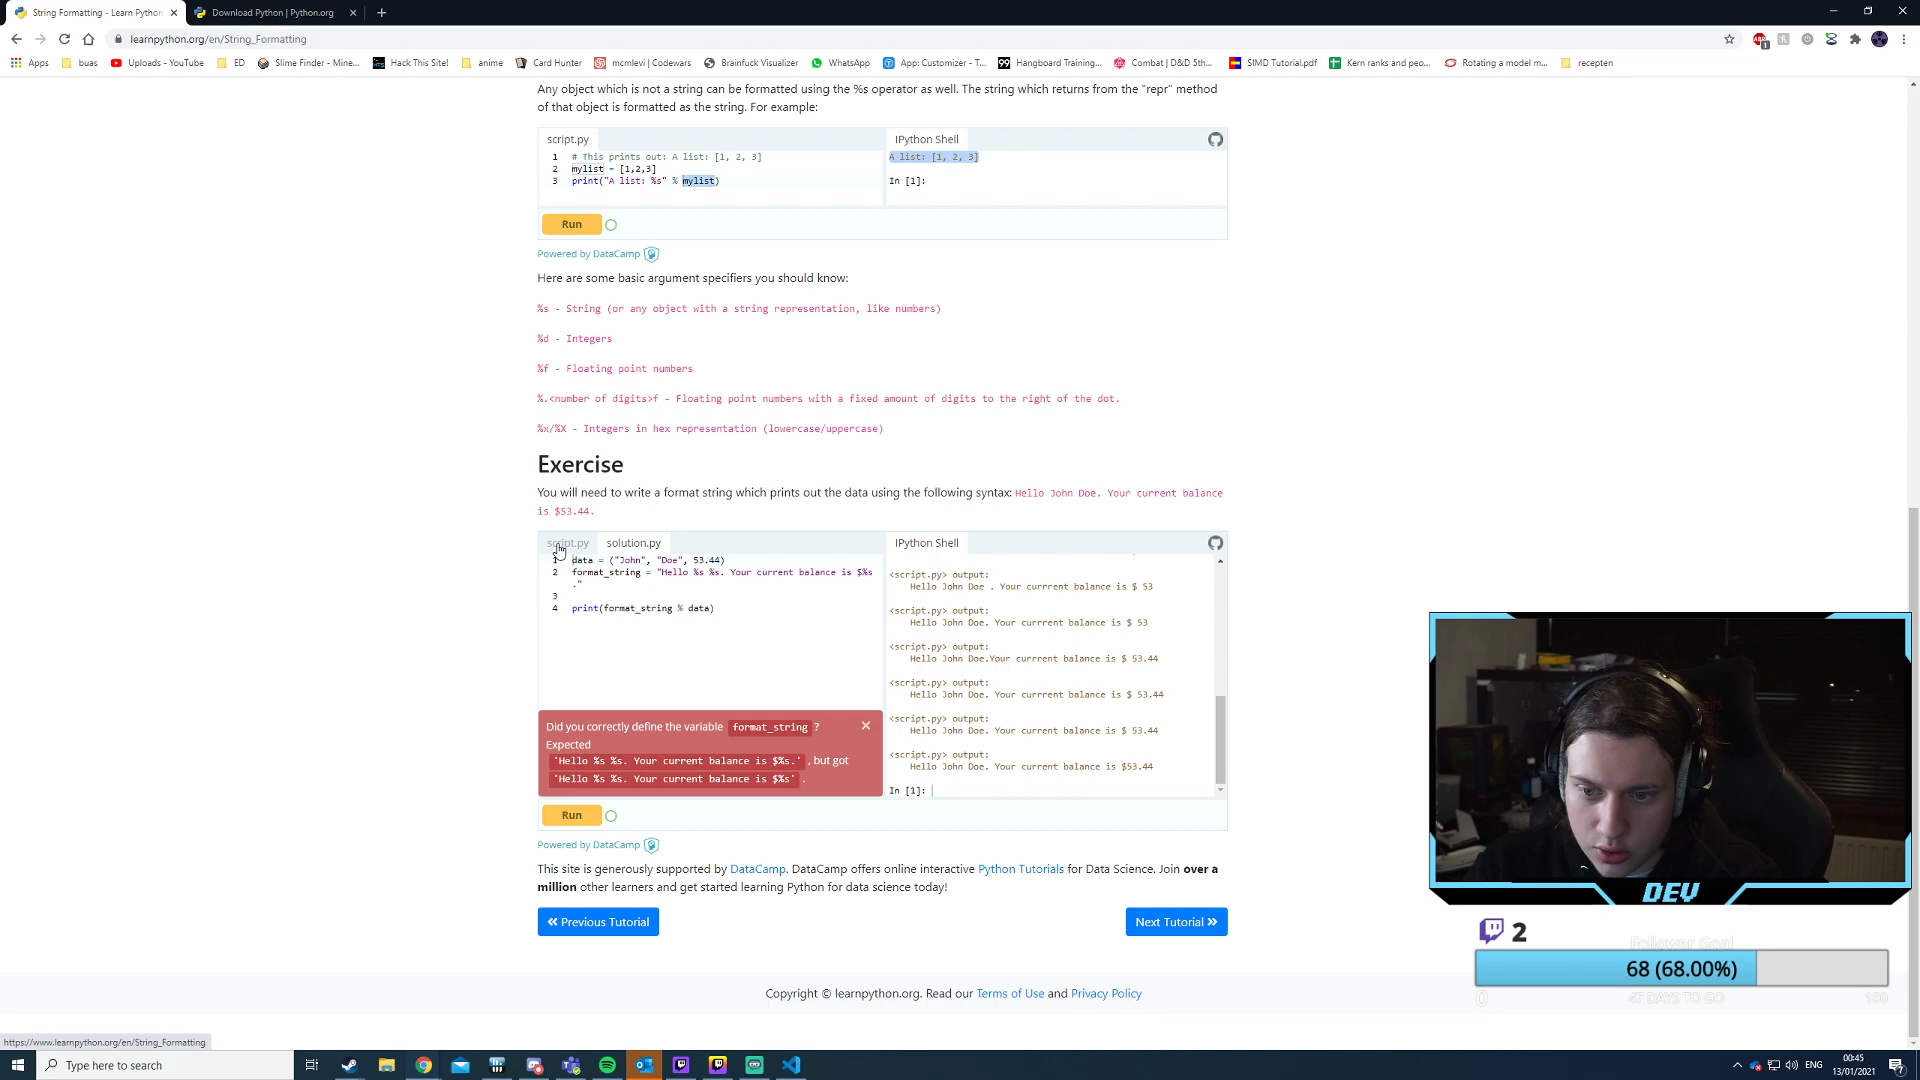 String Formatting - Learn Python
Download Python | Python.org
learnpython.org/en/String_Formatting
Apps
buas
Uploads - YouTube
ED
Slime Finder - Mine...
Hack This Site!
anime
Card Hunter
mcmlevi | Codewars
Brainfuck Visualizer
WhatsApp
App: Customizer - T...
Hangboard Training...
Combat | D&D 5th...
SIMD Tutorial.pdf
Kern ranks and peo...
Rotating a model m...
recepten
Any object which is not a string can be formatted using the %s operator as well. The string which returns from the "repr" method
of that object is formatted as the string. For example:
script.py
IPython Shell
1 # This prints out: A list: [1, 2, 3]
2 mylist = [1,2,3]
3 print("A list: %s" % mylist)
A list: [1, 2, 3]
In [1]:
Run
Powered by DataCamp
Here are some basic argument specifiers you should know:
%s - String (or any object with a string representation, like numbers)
%d - Integers
%f - Floating point numbers
%.<number of digits>f - Floating point numbers with a fixed amount of digits to the right of the dot.
%x/%X - Integers in hex representation (lowercase/uppercase)
Exercise
You will need to write a format string which prints out the data using the following syntax: Hello John Doe. Your current balance
is $53.44.
script.py
solution.py
IPython Shell
1 data = ("John", "Doe", 53.44)
2 format_string = "Hello %s %s. Your current balance is $%s
."
3
4 print(format_string % data)
<script.py> output:
Hello John Doe . Your currrent balance is $ 53
<script.py> output:
Hello John Doe. Your currrent balance is $ 53
<script.py> output:
Hello John Doe.Your currrent balance is $ 53.44
<script.py> output:
Hello John Doe. Your currrent balance is $ 53.44
<script.py> output:
Hello John Doe. Your current balance is $ 53.44
<script.py> output:
Hello John Doe. Your current balance is $53.44
In [1]:
Did you correctly define the variable format_string ?
Expected
'Hello %s %s. Your current balance is $%s.' , but got
'Hello %s %s. Your current balance is $%s' .
Run
Powered by DataCamp
This site is generously supported by DataCamp. DataCamp offers online interactive Python Tutorials for Data Science. Join over a
million other learners and get started learning Python for data science today!
Previous Tutorial
Next Tutorial
Copyright © learnpython.org. Read our Terms of Use and Privacy Policy
DEV
2
Follower Goal
68 (68.00%)
0
47 DAYS TO GO
100
https://www.learnpython.org/en/String_Formatting
Type here to search
ENG
00:45
13/01/2021